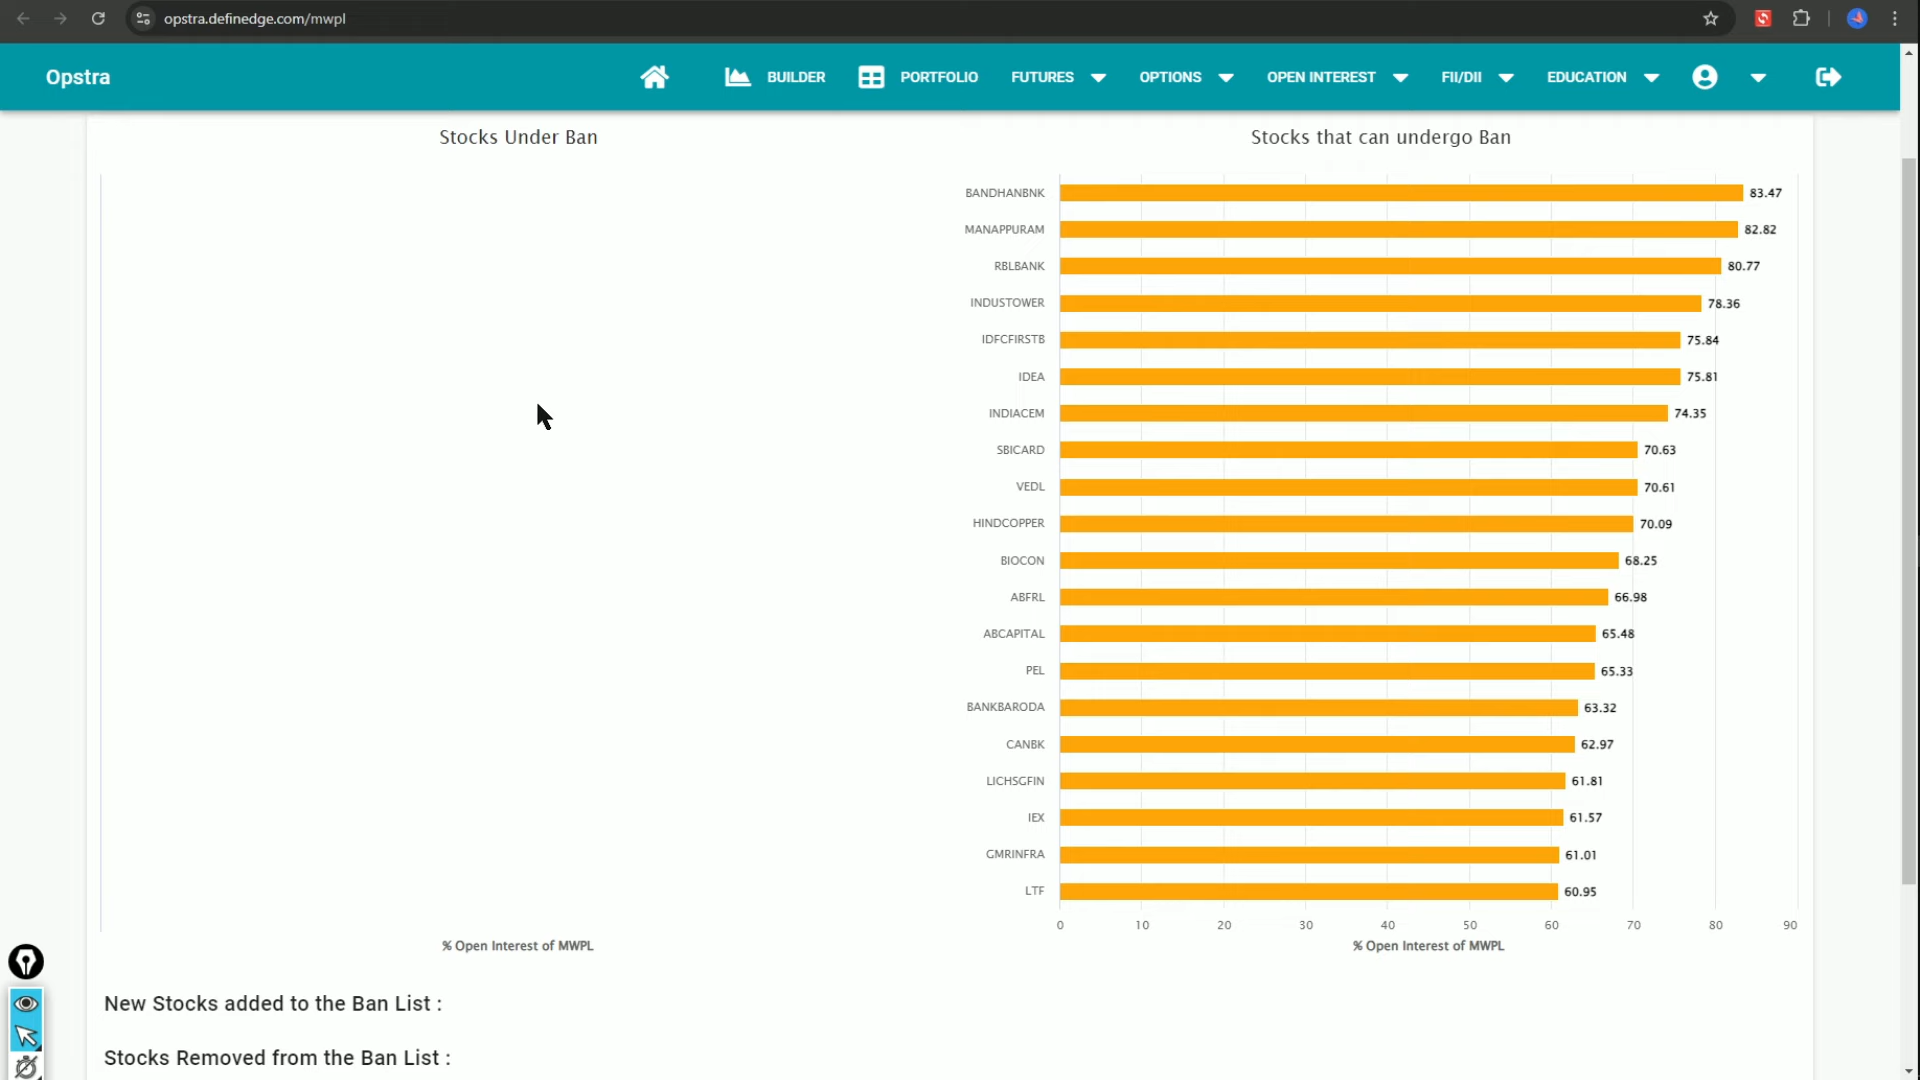 opstra.definedge.com/mwpl
Opstra
BUILDER
PORTFOLIO
FUTURES
OPTIONS
OPEN INTEREST
FII/DII
EDUCATION
Stocks Under Ban
% Open Interest of MWPL
Stocks that can undergo Ban
BANDHANBNK 83.47
MANAPPURAM 82.82
RBLBANK 80.77
INDUSTOWER 78.36
IDFCFIRSTB 75.84
IDEA 75.81
INDIACEM 74.35
SBICARD 70.63
VEDL 70.61
HINDCOPPER 70.09
BIOCON 68.25
ABFRL 66.98
ABCAPITAL 65.48
PEL 65.33
BANKBARODA 63.32
CANBK 62.97
LICHSGFIN 61.81
IEX 61.57
GMRINFRA 61.01
LTF 60.95
0 10 20 30 40 50 60 70 80 90
% Open Interest of MWPL
New Stocks added to the Ban List :
Stocks Removed from the Ban List :